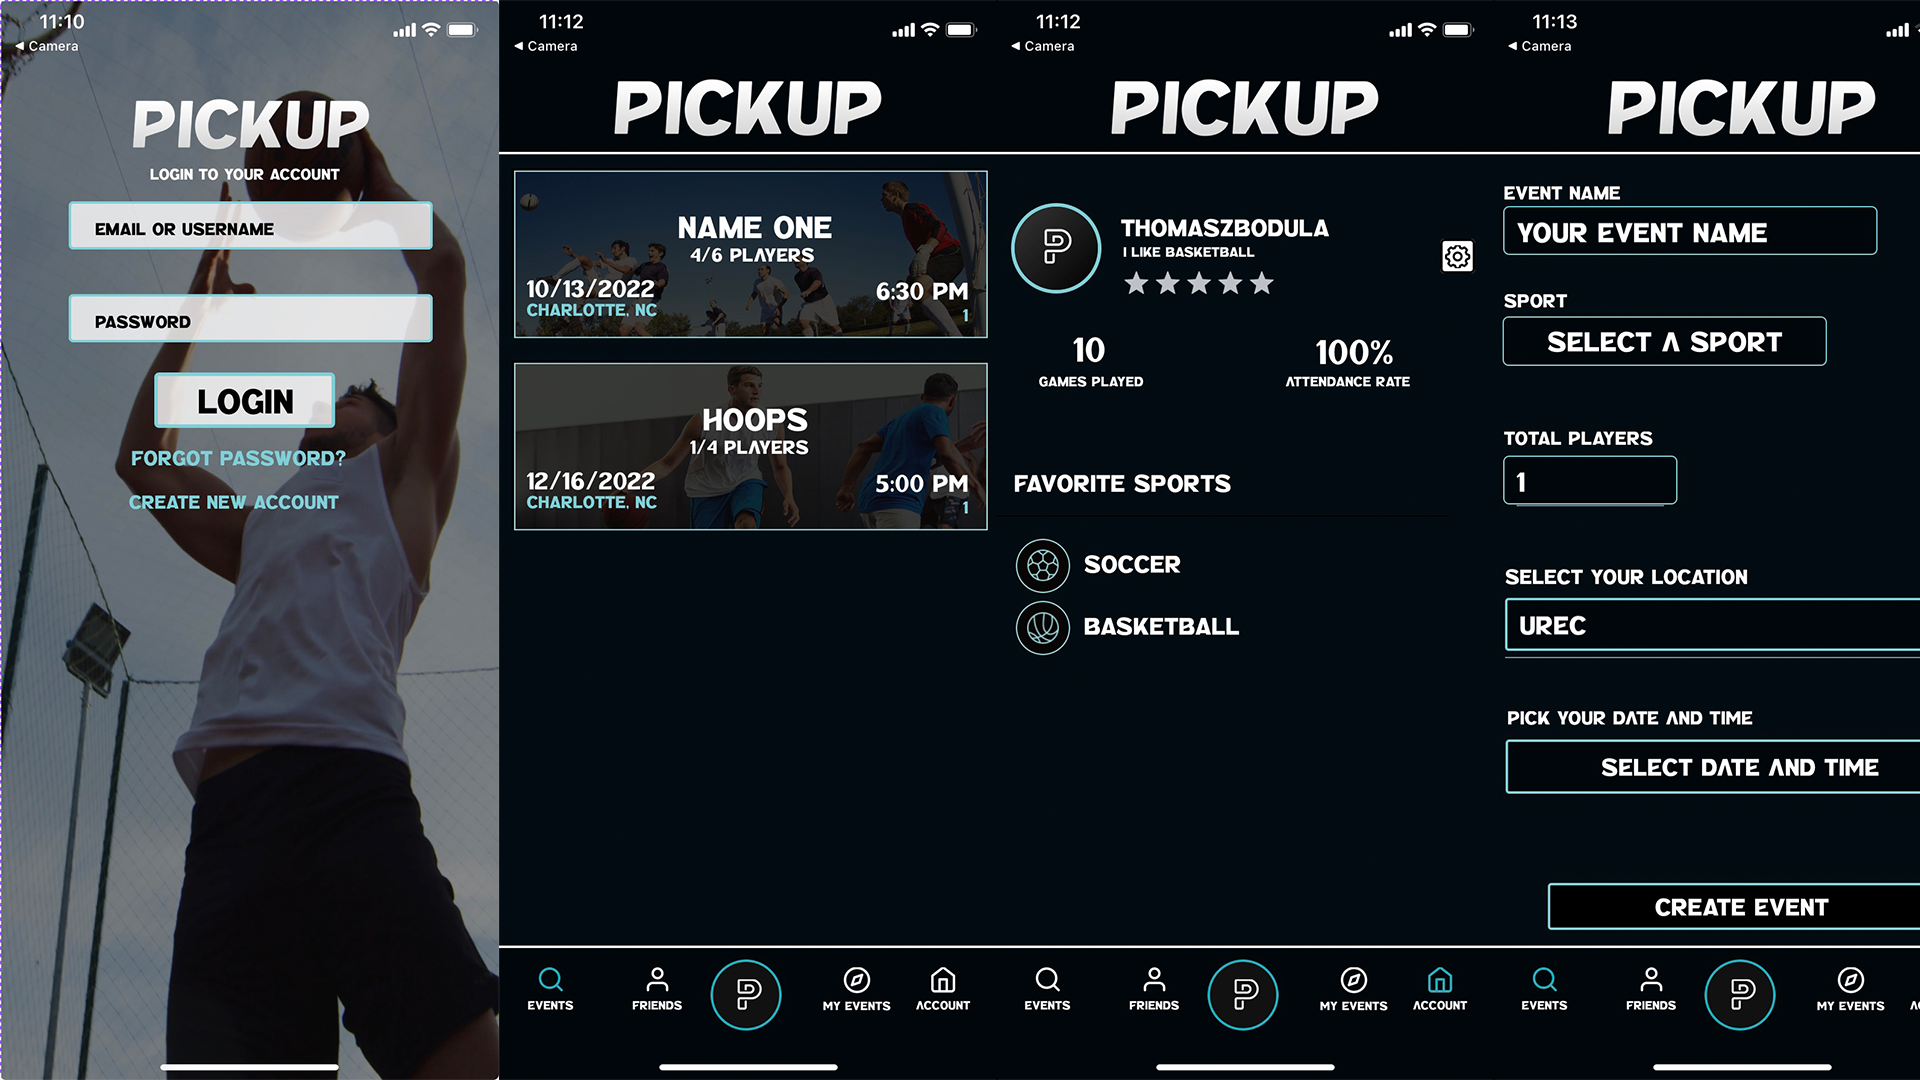 11:10
◀ Camera
PICKUP
LOGIN TO YOUR ACCOUNT
EMAIL OR USERNAME
PASSWORD
LOGIN
FORGOT PASSWORD?
CREATE NEW ACCOUNT
11:12
◀ Camera
PICKUP
NAME ONE
4/6 PLAYERS
10/13/2022
6:30 PM
CHARLOTTE, NC
1
HOOPS
1/4 PLAYERS
12/16/2022
5:00 PM
CHARLOTTE, NC
1
EVENTS
FRIENDS
P
MY EVENTS
ACCOUNT
11:12
◀ Camera
PICKUP
P
THOMASZBODULA
I LIKE BASKETBALL
10
GAMES PLAYED
100%
ATTENDANCE RATE
FAVORITE SPORTS
SOCCER
BASKETBALL
EVENTS
FRIENDS
P
MY EVENTS
ACCOUNT
11:13
◀ Camera
PICKUP
EVENT NAME
YOUR EVENT NAME
SPORT
SELECT A SPORT
TOTAL PLAYERS
1
SELECT YOUR LOCATION
UREC
PICK YOUR DATE AND TIME
SELECT DATE AND TIME
CREATE EVENT
EVENTS
FRIENDS
P
MY EVENTS